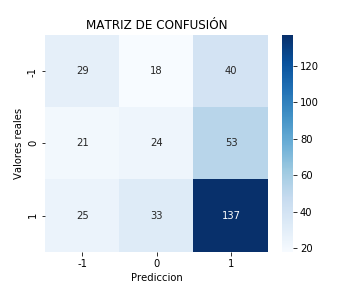 MATRIZ DE CONFUSIÓN
-1 29 18 40
0 21 24 53
1 25 33 137
-1 0 1
Valores reales
Prediccion
120
100
80
60
40
20